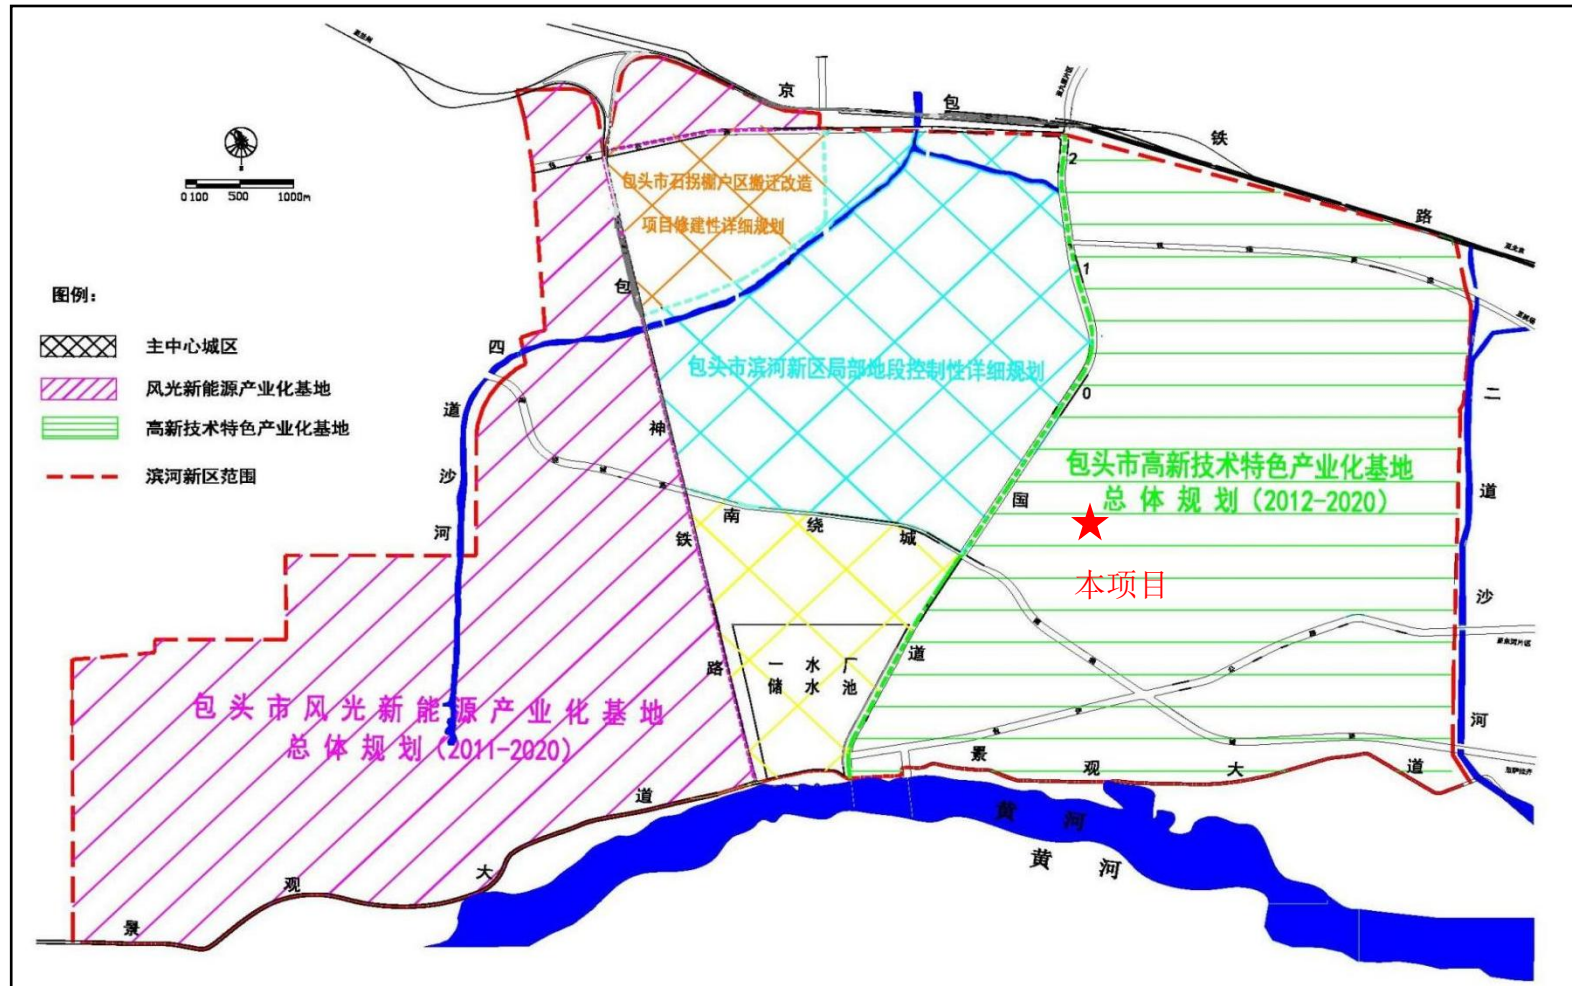 京
包
铁
路
2
1
0
国
道
0 100 500 1000m
包头市石拐棚户区搬迁改造
项目修建性详细规划
包
神
铁
路
图例：
主中心城区
风光新能源产业化基地
高新技术特色产业化基地
滨河新区范围
四
道
沙
河
包头市滨河新区局部地段控制性详细规划
二
道
沙
河
包头市高新技术特色产业化基地
总体规划(2012-2020)
本项目
南
绕
城
一水厂
储水池
包头市风光新能源产业化基地
总体规划(2011-2020)
景
观
大
道
景
观
大
道
黄河
黄河